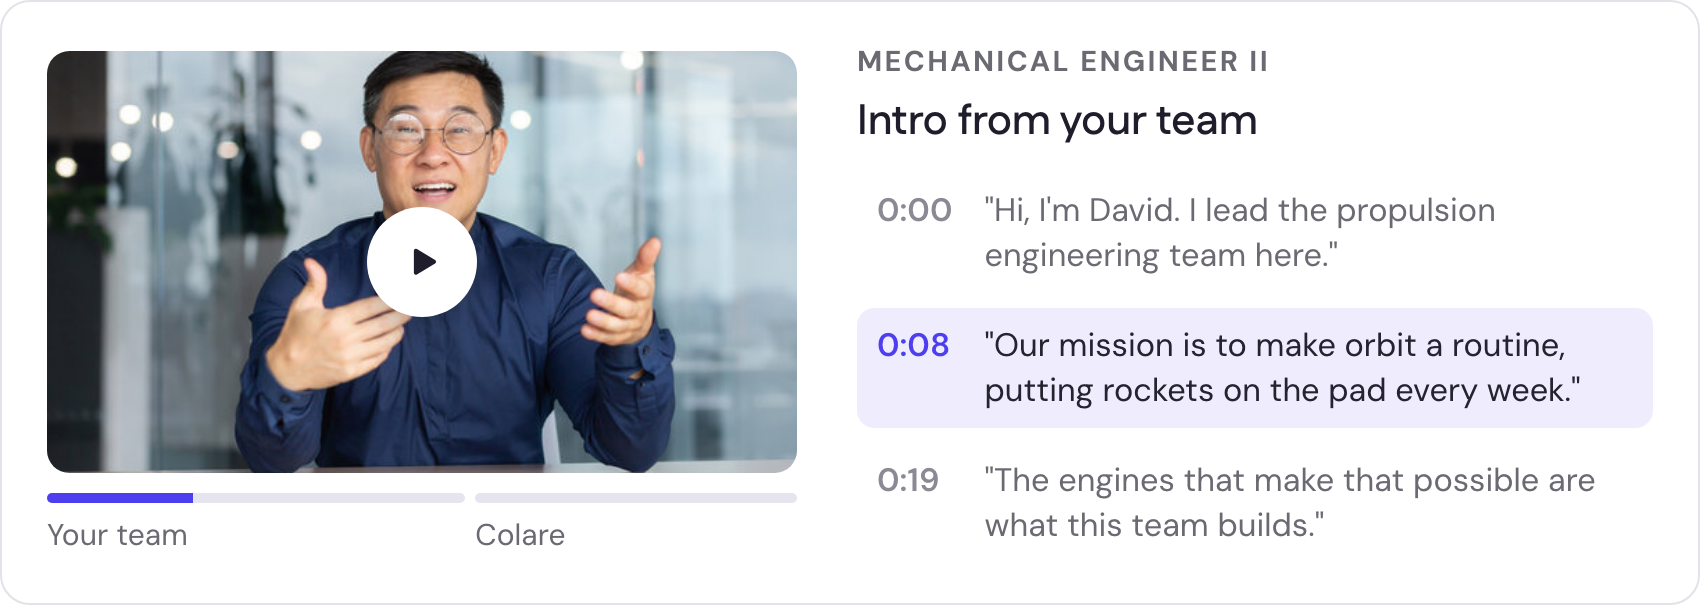 MECHANICAL ENGINEER II
Intro from your team
0:00 "Hi, I'm David. I lead the propulsion
engineering team here."
0:08 "Our mission is to make orbit a routine,
putting rockets on the pad every week."
0:19 "The engines that make that possible are
what this team builds."
Your team
Colare